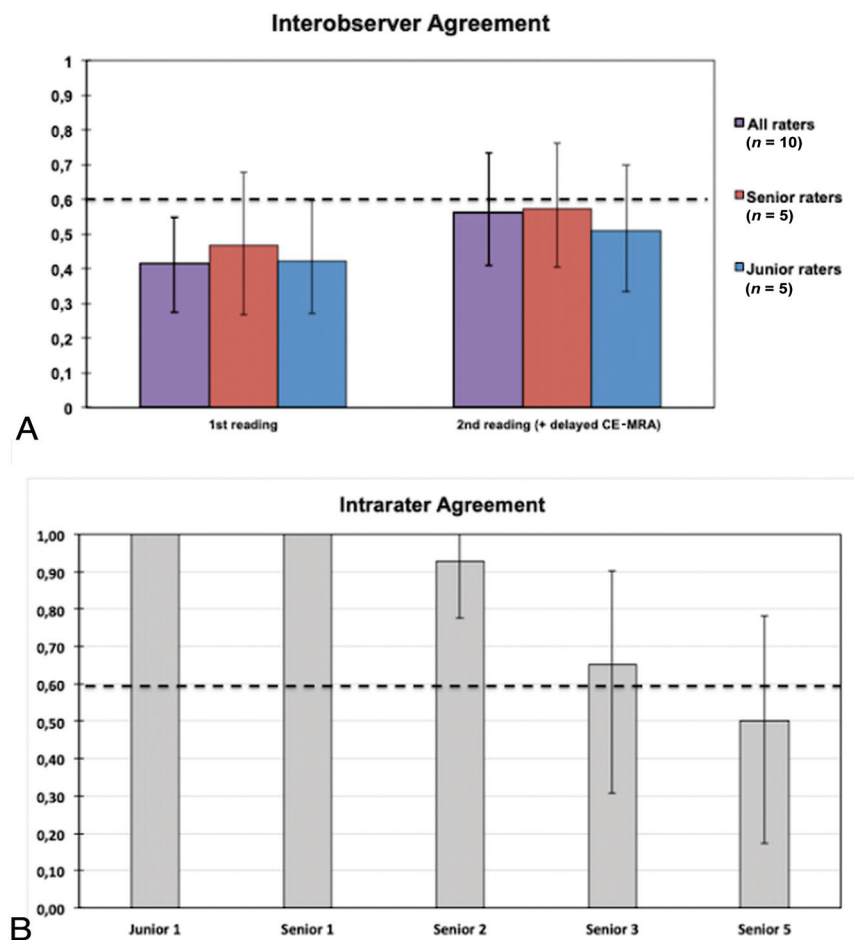 Interobserver Agreement
1
0,9
0,8
0,7
0,6
0,5
0,4
0,3
0,2
0,1
0
All raters
(n = 10)
Senior raters
(n = 5)
Junior raters
(n = 5)
1st reading
2nd reading (+ delayed CE-MRA)
A
Intrarater Agreement
1,00
0,90
0,80
0,70
0,60
0,50
0,40
0,30
0,20
0,10
0,00
Junior 1
Senior 1
Senior 2
Senior 3
Senior 5
B